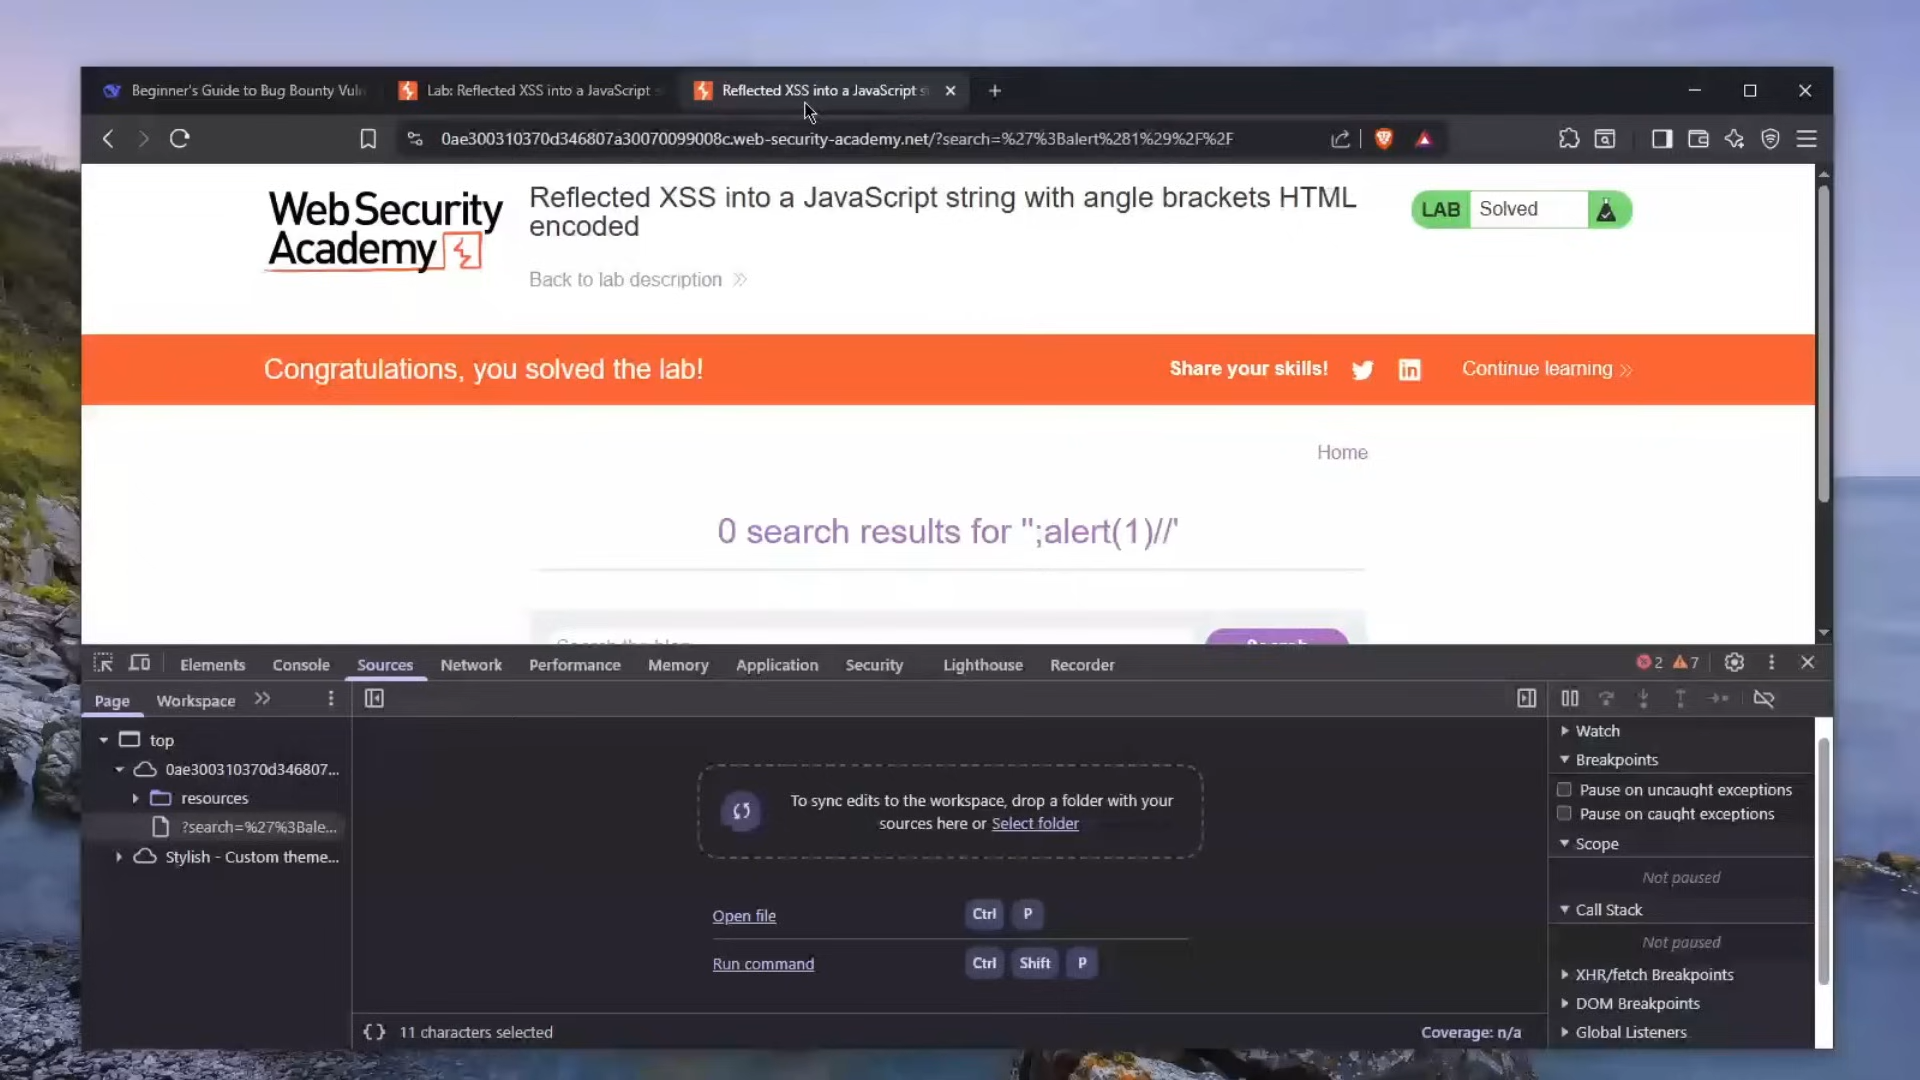 Beginner's Guide to Bug Bounty Vuln
Lab: Reflected XSS into a JavaScript s
Reflected XSS into a JavaScript s
0ae300310370d346807a30070099008c.web-security-academy.net/?search=%27%3Balert%281%29%2F%2F
Web Security
Academy
Reflected XSS into a JavaScript string with angle brackets HTML
encoded
LAB Solved
Back to lab description
Congratulations, you solved the lab!
Share your skills!
Continue learning
Home
0 search results for '';alert(1)//'
Search the blog...
Search
Elements Console Sources Network Performance Memory Application Security Lighthouse Recorder
2 7
Page Workspace
top
0ae300310370d346807...
resources
?search=%27%3Bale...
Stylish - Custom theme...
To sync edits to the workspace, drop a folder with your
sources here or Select folder
Open file Ctrl P
Run command Ctrl Shift P
{} 11 characters selected
Coverage: n/a
Watch
Breakpoints
Pause on uncaught exceptions
Pause on caught exceptions
Scope
Not paused
Call Stack
Not paused
XHR/fetch Breakpoints
DOM Breakpoints
Global Listeners